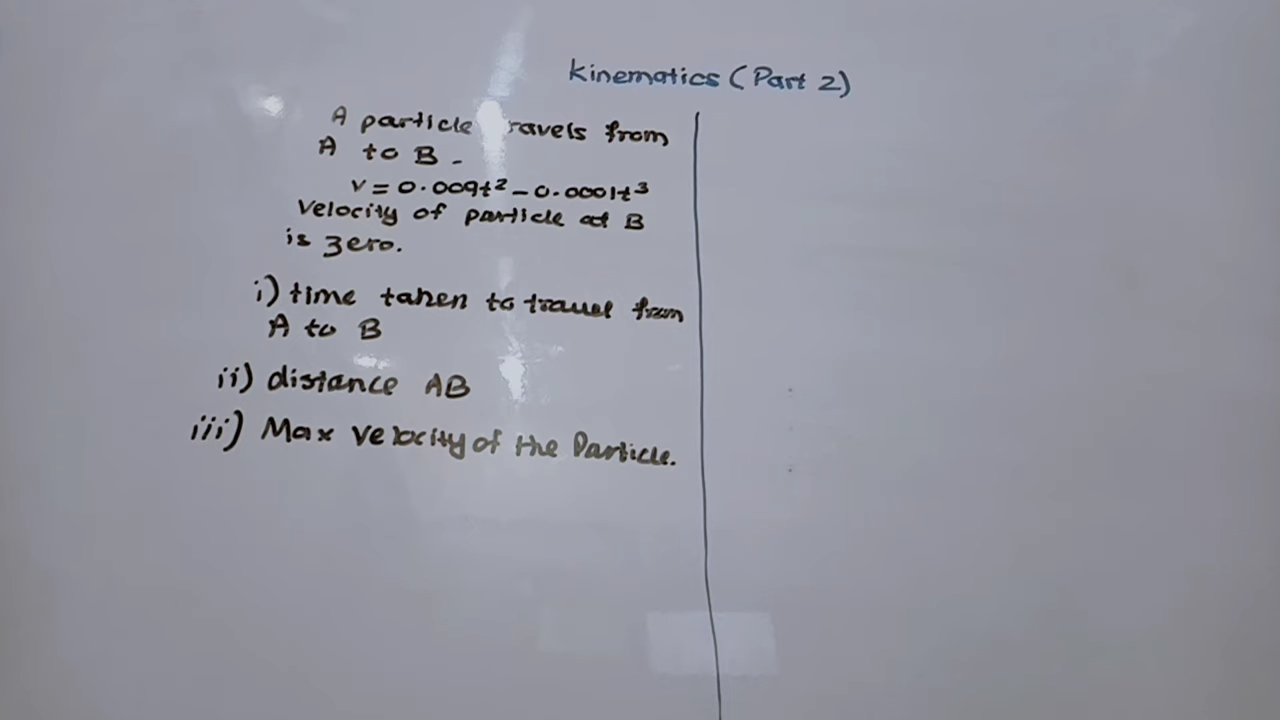 Kinematics (Part 2)
A particle travels from
A to B.
v = 0.009t² - 0.0001t³
Velocity of particle at B
is zero.
i) time taken to travel from
A to B
ii) distance AB
iii) Max velocity of the Particle.